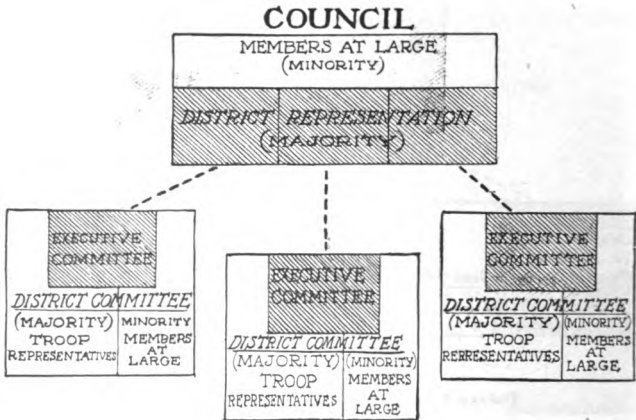 COUNCIL
MEMBERS AT LARGE
(MINORITY)
DISTRICT REPRESENTATION
(MAJORITY)
EXECUTIVE
COMMITTEE
DISTRICT COMMITTEE
(MAJORITY)
TROOP
REPRESENTATIVES
MINORITY
MEMBERS
AT
LARGE
EXECUTIVE
COMMITTEE
DISTRICT COMMITTEE
(MAJORITY)
TROOP
REPRESENTATIVES
(MINORITY)
MEMBERS
AT
LARGE
EXECUTIVE
COMMITTEE
DISTRICT COMMITTEE
(MAJORITY)
TROOP
REPRESENTATIVES
(MINORITY)
MEMBERS
AT
LARGE